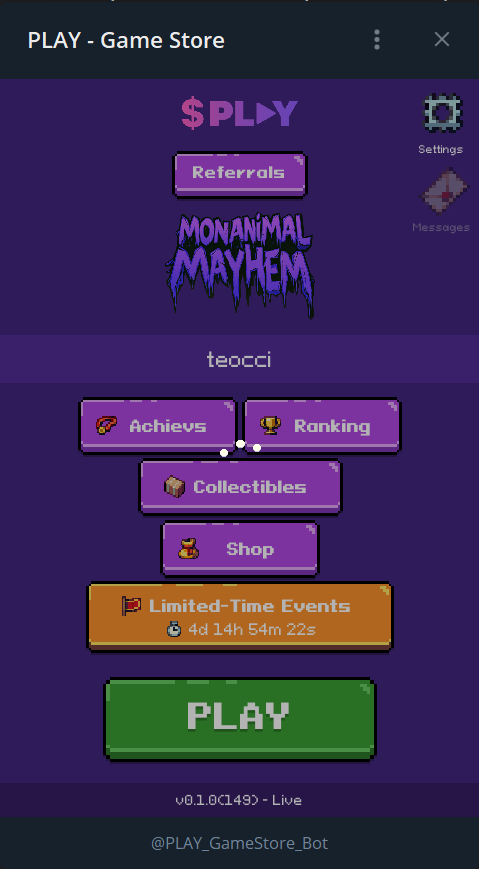 PLAY - Game Store
$PLAY
Settings
Referrals
Messages
MONANIMAL
MAYHEM
teocci
Achievs
Ranking
Collectibles
Shop
Limited-Time Events
4d 14h 54m 22s
PLAY
v0.1.0(149) - Live
@PLAY_GameStore_Bot